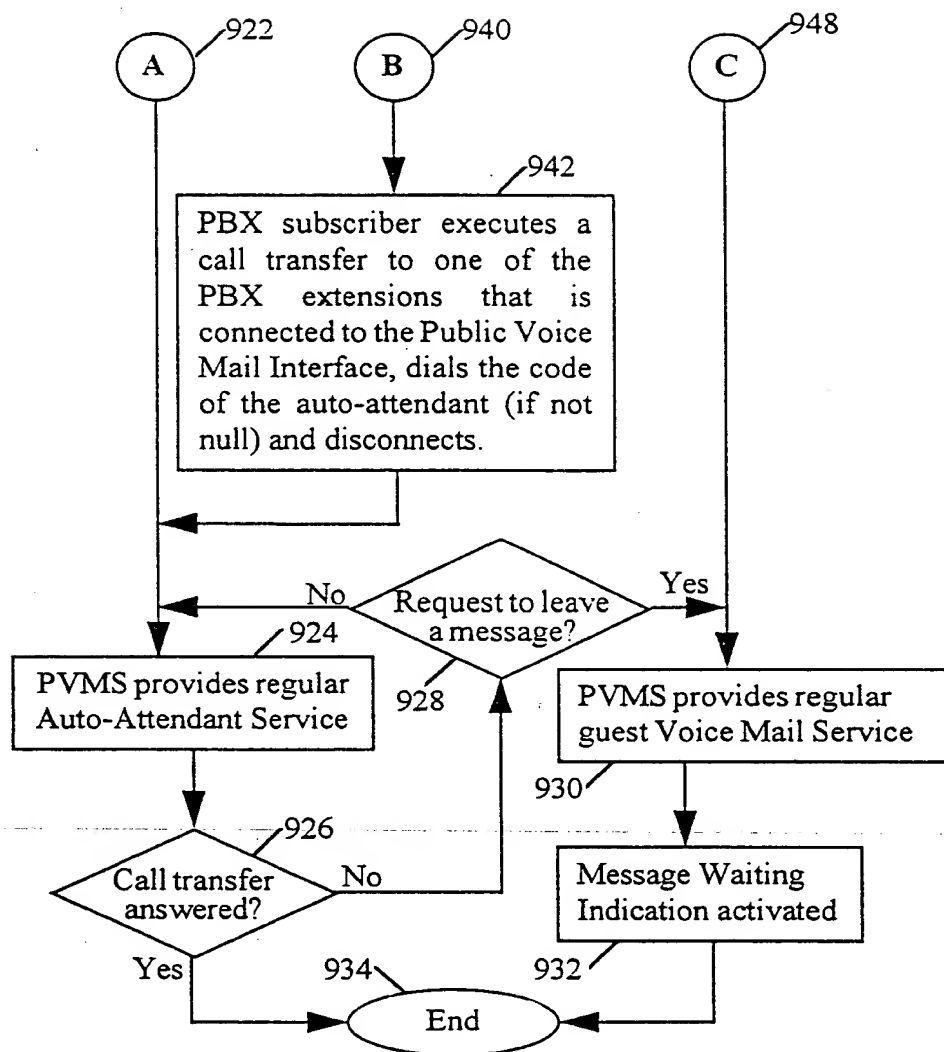 922
940
948
A
B
C
942
PBX subscriber executes a
call transfer to one of the
PBX extensions that is
connected to the Public Voice
Mail Interface, dials the code
of the auto-attendant (if not
null) and disconnects.
No
Request to leave
a message?
Yes
924
928
PVMS provides regular
Auto-Attendant Service
PVMS provides regular
guest Voice Mail Service
930
926
Call transfer
answered?
No
Message Waiting
Indication activated
Yes
934
932
End